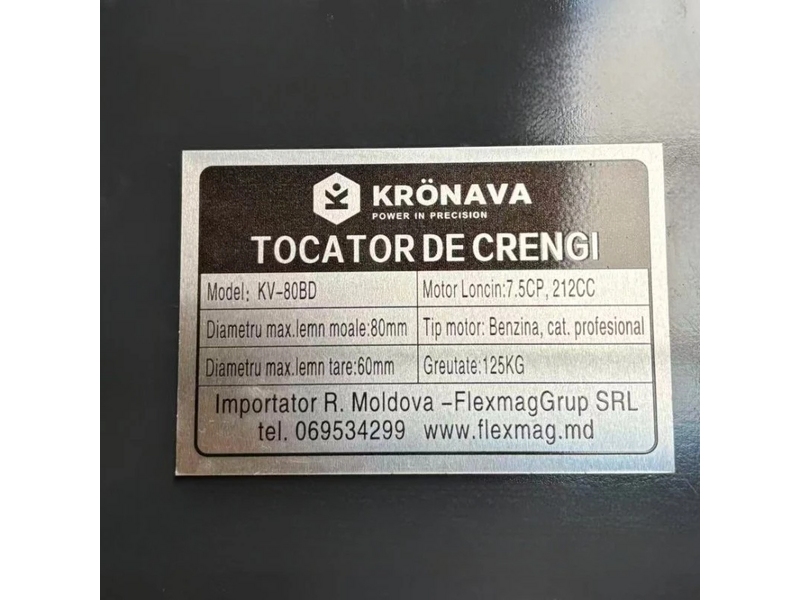 KRÖNAVA
POWER IN PRECISION
TOCATOR DE CRENGI
Model: KV-80BD
Motor Loncin:7.5CP, 212CC
Diametru max.lemn moale:80mm
Tip motor: Benzina, cat. profesional
Diametru max.lemn tare:60mm
Greutate:125KG
Importator R. Moldova -FlexmagGrup SRL
tel. 069534299 www.flexmag.md